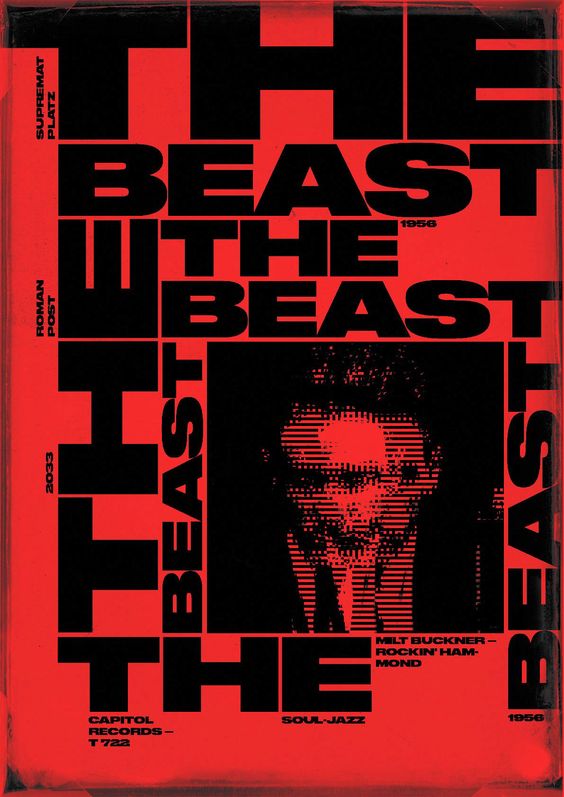 THE
BEAST
1956
THE
BEAST
SUPREMAT
PLATZ
ROMAN
POST
2033
THE
BEAST
BEAST
THE
MILT BUCKNER –
ROCKIN' HAM-
MOND
CAPITOL
RECORDS –
T 722
SOUL-JAZZ
1956